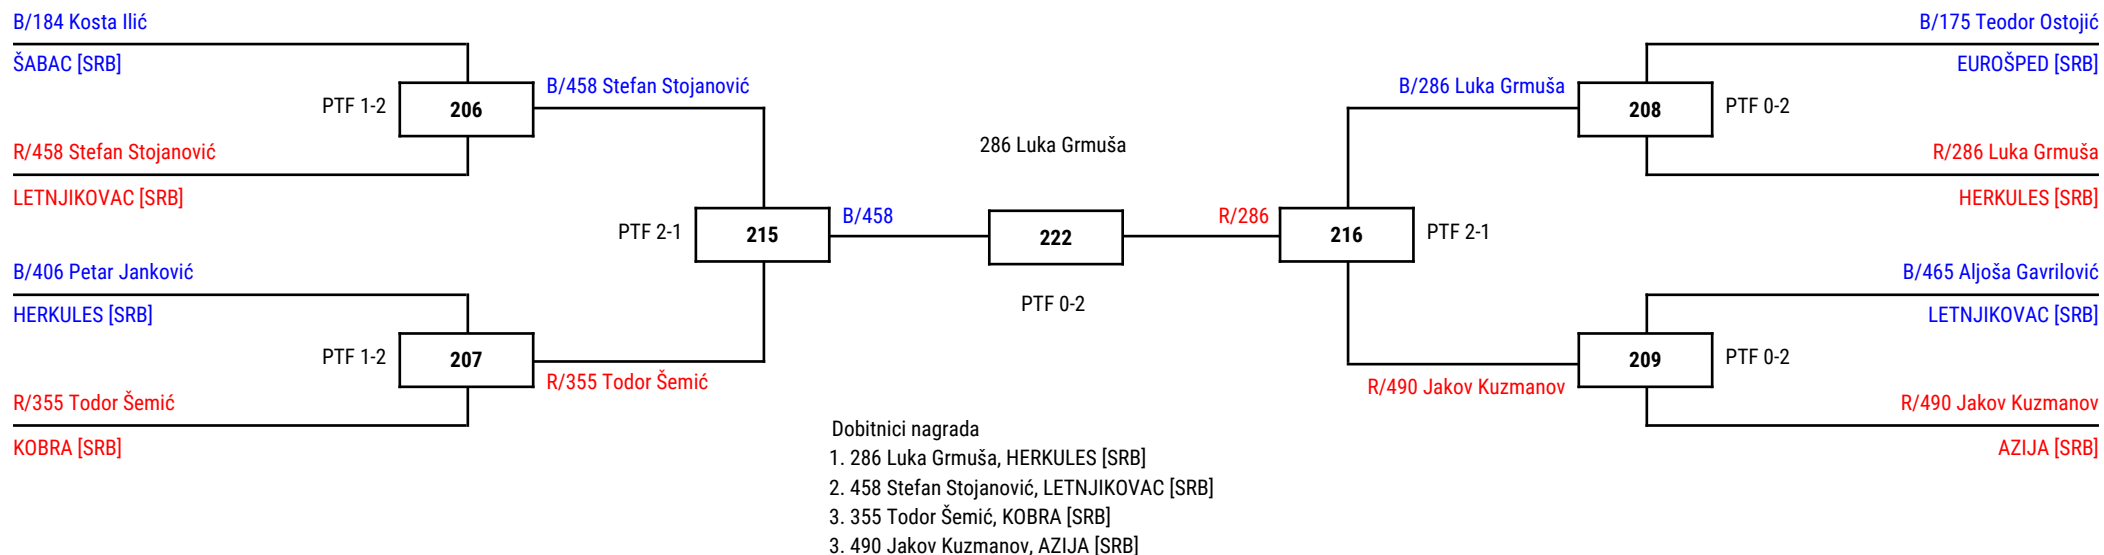 B/184 Kosta Ilić
ŠABAC [SRB]
PTF 1-2
206
R/458 Stefan Stojanović
LETNJIKOVAC [SRB]
B/406 Petar Janković
HERKULES [SRB]
PTF 1-2
207
R/355 Todor Šemić
KOBRA [SRB]
B/458 Stefan Stojanović
PTF 2-1
215
R/355 Todor Šemić
B/458
286 Luka Grmuša
222
PTF 0-2
R/286
B/286 Luka Grmuša
216
PTF 2-1
R/490 Jakov Kuzmanov
B/175 Teodor Ostojić
EUROŠPED [SRB]
208
PTF 0-2
R/286 Luka Grmuša
HERKULES [SRB]
B/465 Aljoša Gavrilović
LETNJIKOVAC [SRB]
209
PTF 0-2
R/490 Jakov Kuzmanov
AZIJA [SRB]
Dobitnici nagrada
1. 286 Luka Grmuša, HERKULES [SRB]
2. 458 Stefan Stojanović, LETNJIKOVAC [SRB]
3. 355 Todor Šemić, KOBRA [SRB]
3. 490 Jakov Kuzmanov, AZIJA [SRB]